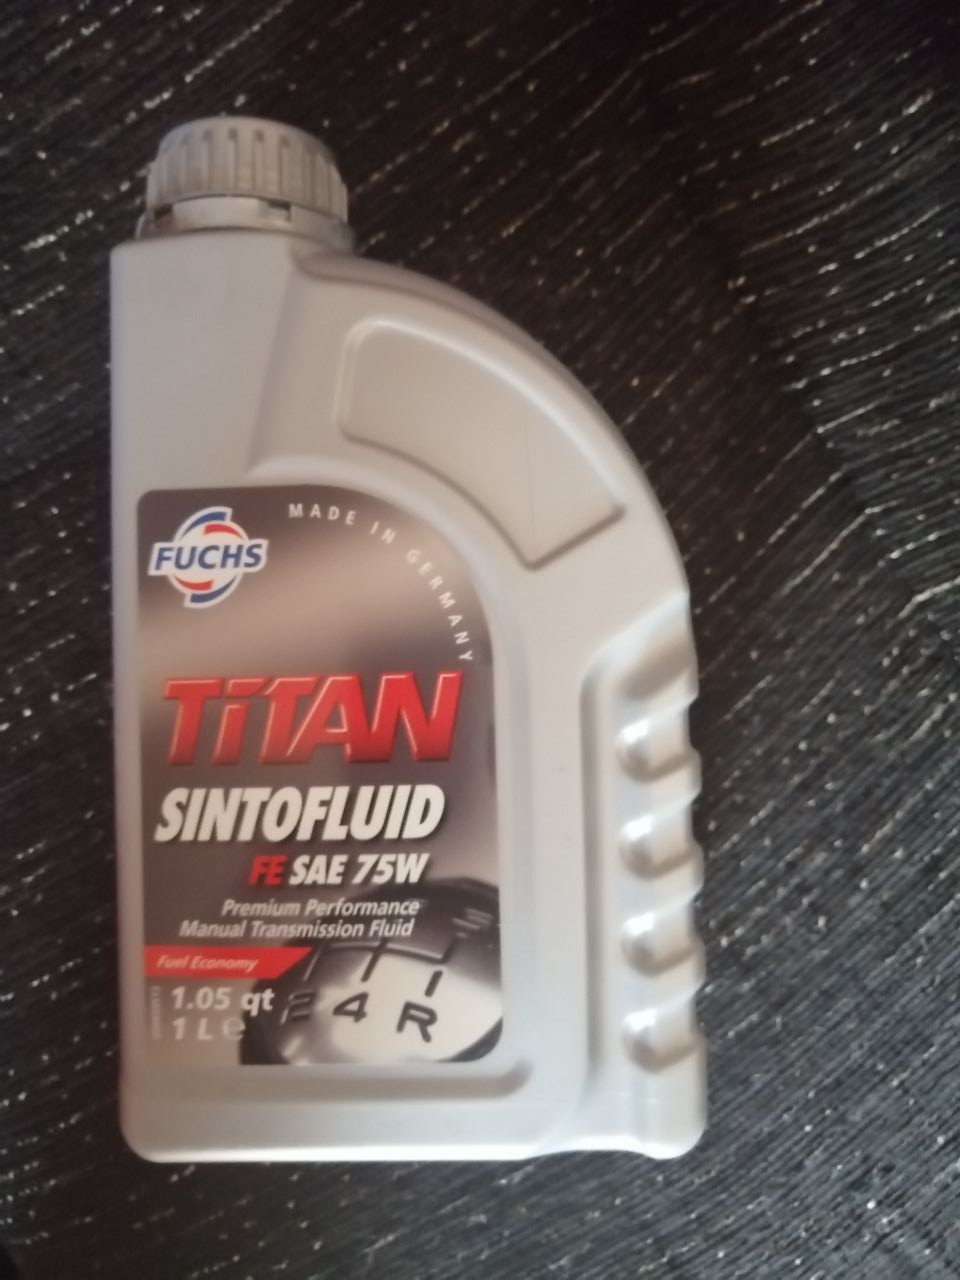 MADE IN GERMANY
FUCHS
TiTAN
SINTOFLUID
FE SAE 75W
Premium Performance
Manual Transmission Fluid
Fuel Economy
1.05 qt
1 L e
2 4 R